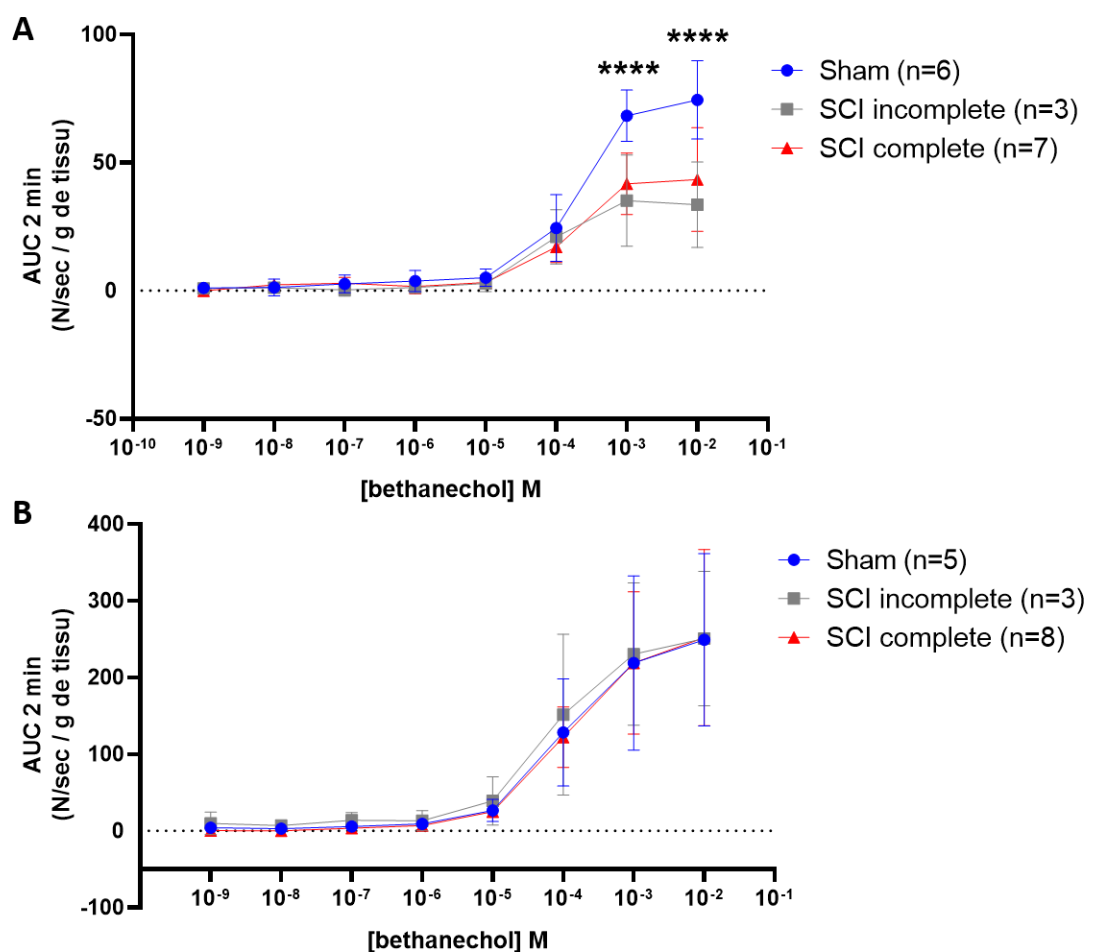 A
100
50
0
-50
AUC 2 min
(N/sec / g de tissu)
****
****
Sham (n=6)
SCI incomplete (n=3)
SCI complete (n=7)
10⁻¹⁰ 10⁻⁹ 10⁻⁸ 10⁻⁷ 10⁻⁶ 10⁻⁵ 10⁻⁴ 10⁻³ 10⁻² 10⁻¹
[bethanechol] M
B
400
300
200
100
0
-100
AUC 2 min
(N/sec / g de tissu)
Sham (n=5)
SCI incomplete (n=3)
SCI complete (n=8)
10⁻⁹ 10⁻⁸ 10⁻⁷ 10⁻⁶ 10⁻⁵ 10⁻⁴ 10⁻³ 10⁻² 10⁻¹
[bethanechol] M